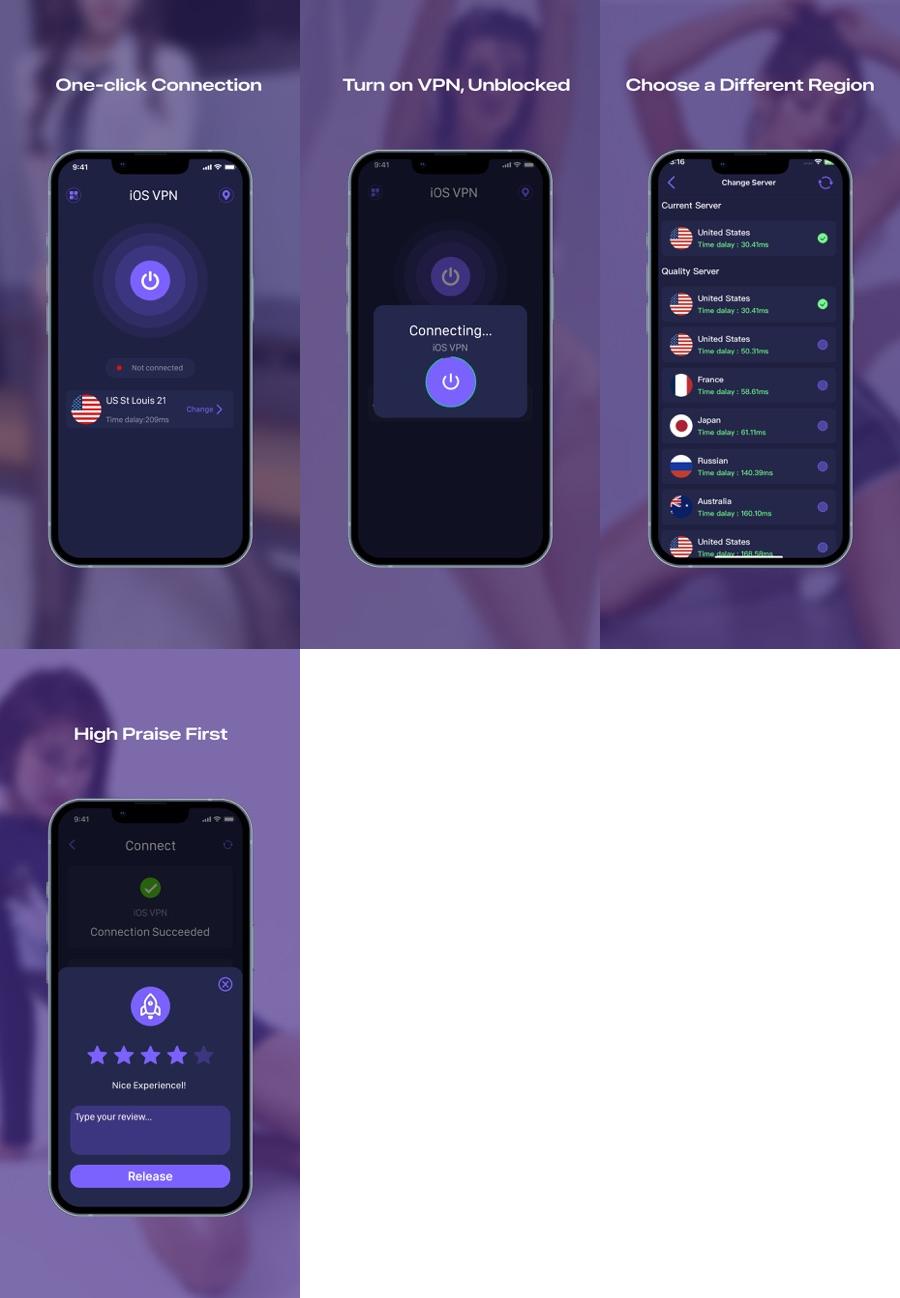 One-click Connection
9:41
iOS VPN
Not connected
US St Louis 21
Time dalay:209ms
Change
Turn on VPN, Unblocked
9:41
iOS VPN
Connecting...
iOS VPN
Choose a Different Region
3:16
Change Server
Current Server
United States
Time dalay : 30.41ms
Quality Server
United States
Time dalay : 30.41ms
United States
Time dalay : 50.31ms
France
Time dalay : 58.61ms
Japan
Time dalay : 61.11ms
Russian
Time dalay : 140.39ms
Australia
Time dalay : 160.10ms
United States
Time dalay : 168.58ms
High Praise First
9:41
Connect
iOS VPN
Connection Succeeded
Nice Experiencel!
Type your review...
Release